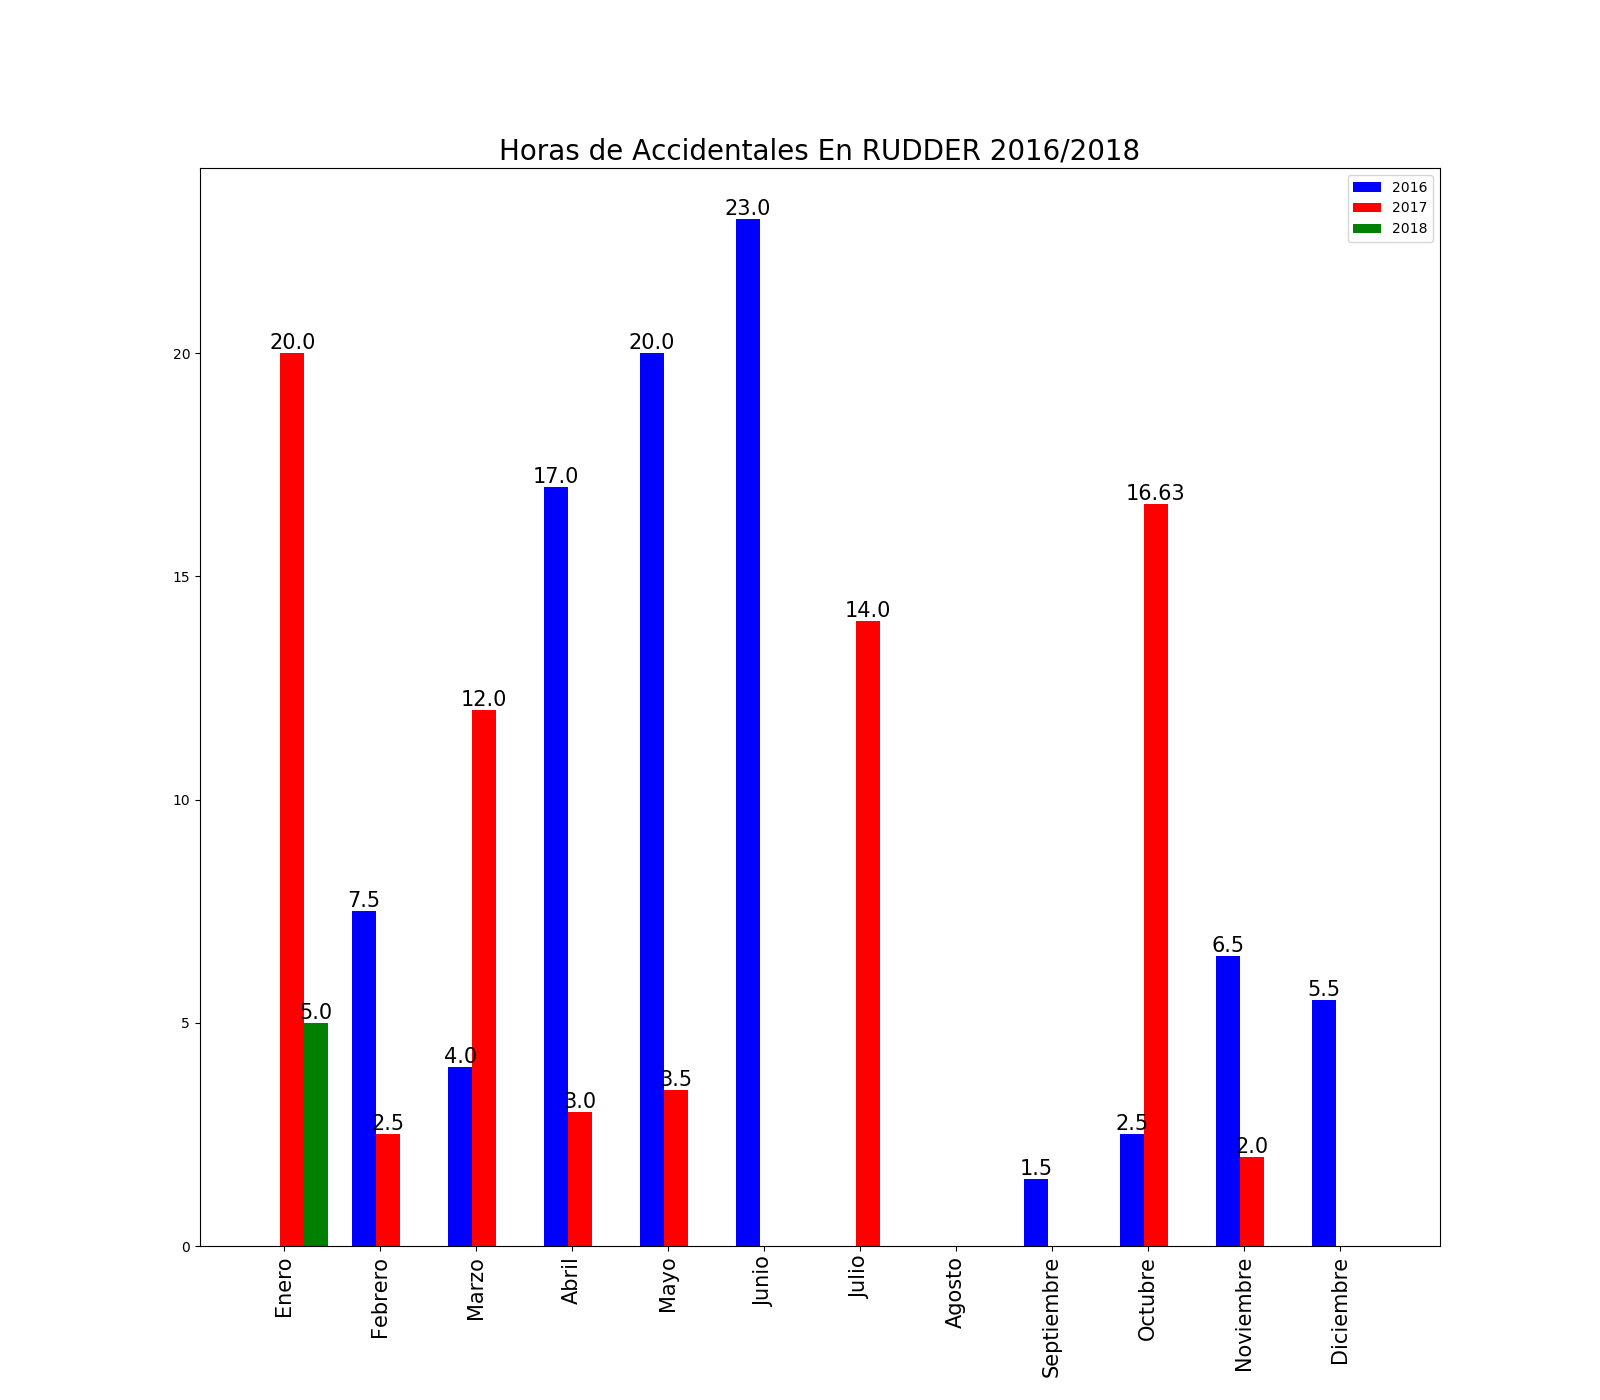 Horas de Accidentales En RUDDER 2016/2018
2016
2017
2018
23.0
20.0
20.0
17.0
16.63
14.0
12.0
7.5
6.5
5.5
5.0
4.0
3.5
3.0
2.5
2.5
2.0
1.5
20
15
10
5
0
Enero
Febrero
Marzo
Abril
Mayo
Junio
Julio
Agosto
Septiembre
Octubre
Noviembre
Diciembre